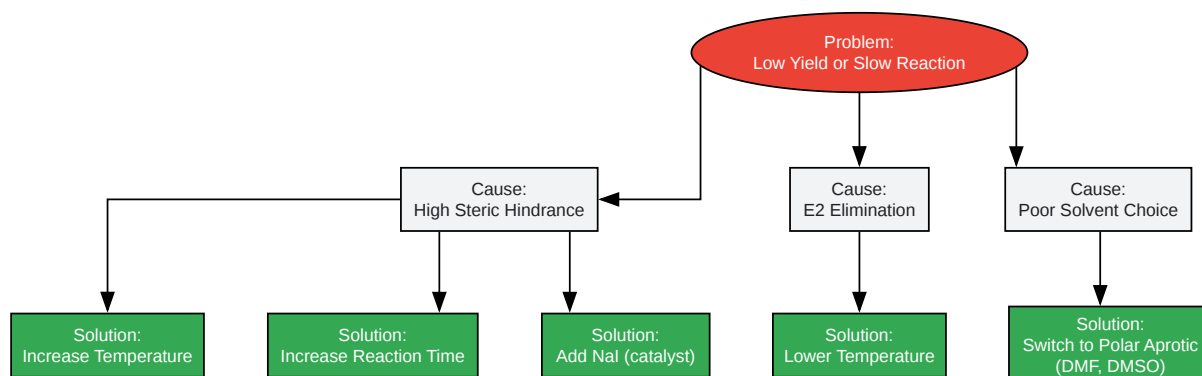 Problem:
Low Yield or Slow Reaction
Cause:
High Steric Hindrance
Cause:
E2 Elimination
Cause:
Poor Solvent Choice
Solution:
Increase Temperature
Solution:
Increase Reaction Time
Solution:
Add NaI (catalyst)
Solution:
Lower Temperature
Solution:
Switch to Polar Aprotic
(DMF, DMSO)